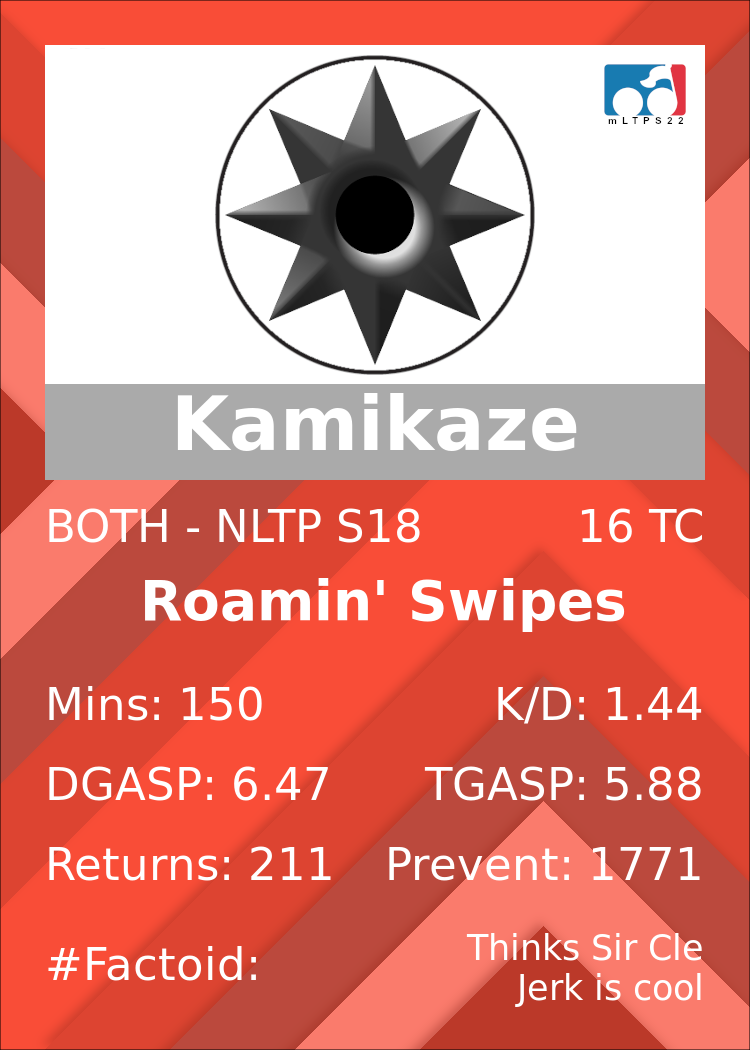 mLTPS22
Kamikaze
BOTH - NLTP S18 16 TC
Roamin' Swipes
Mins: 150 K/D: 1.44
DGASP: 6.47 TGASP: 5.88
Returns: 211 Prevent: 1771
#Factoid: Thinks Sir Cle
Jerk is cool